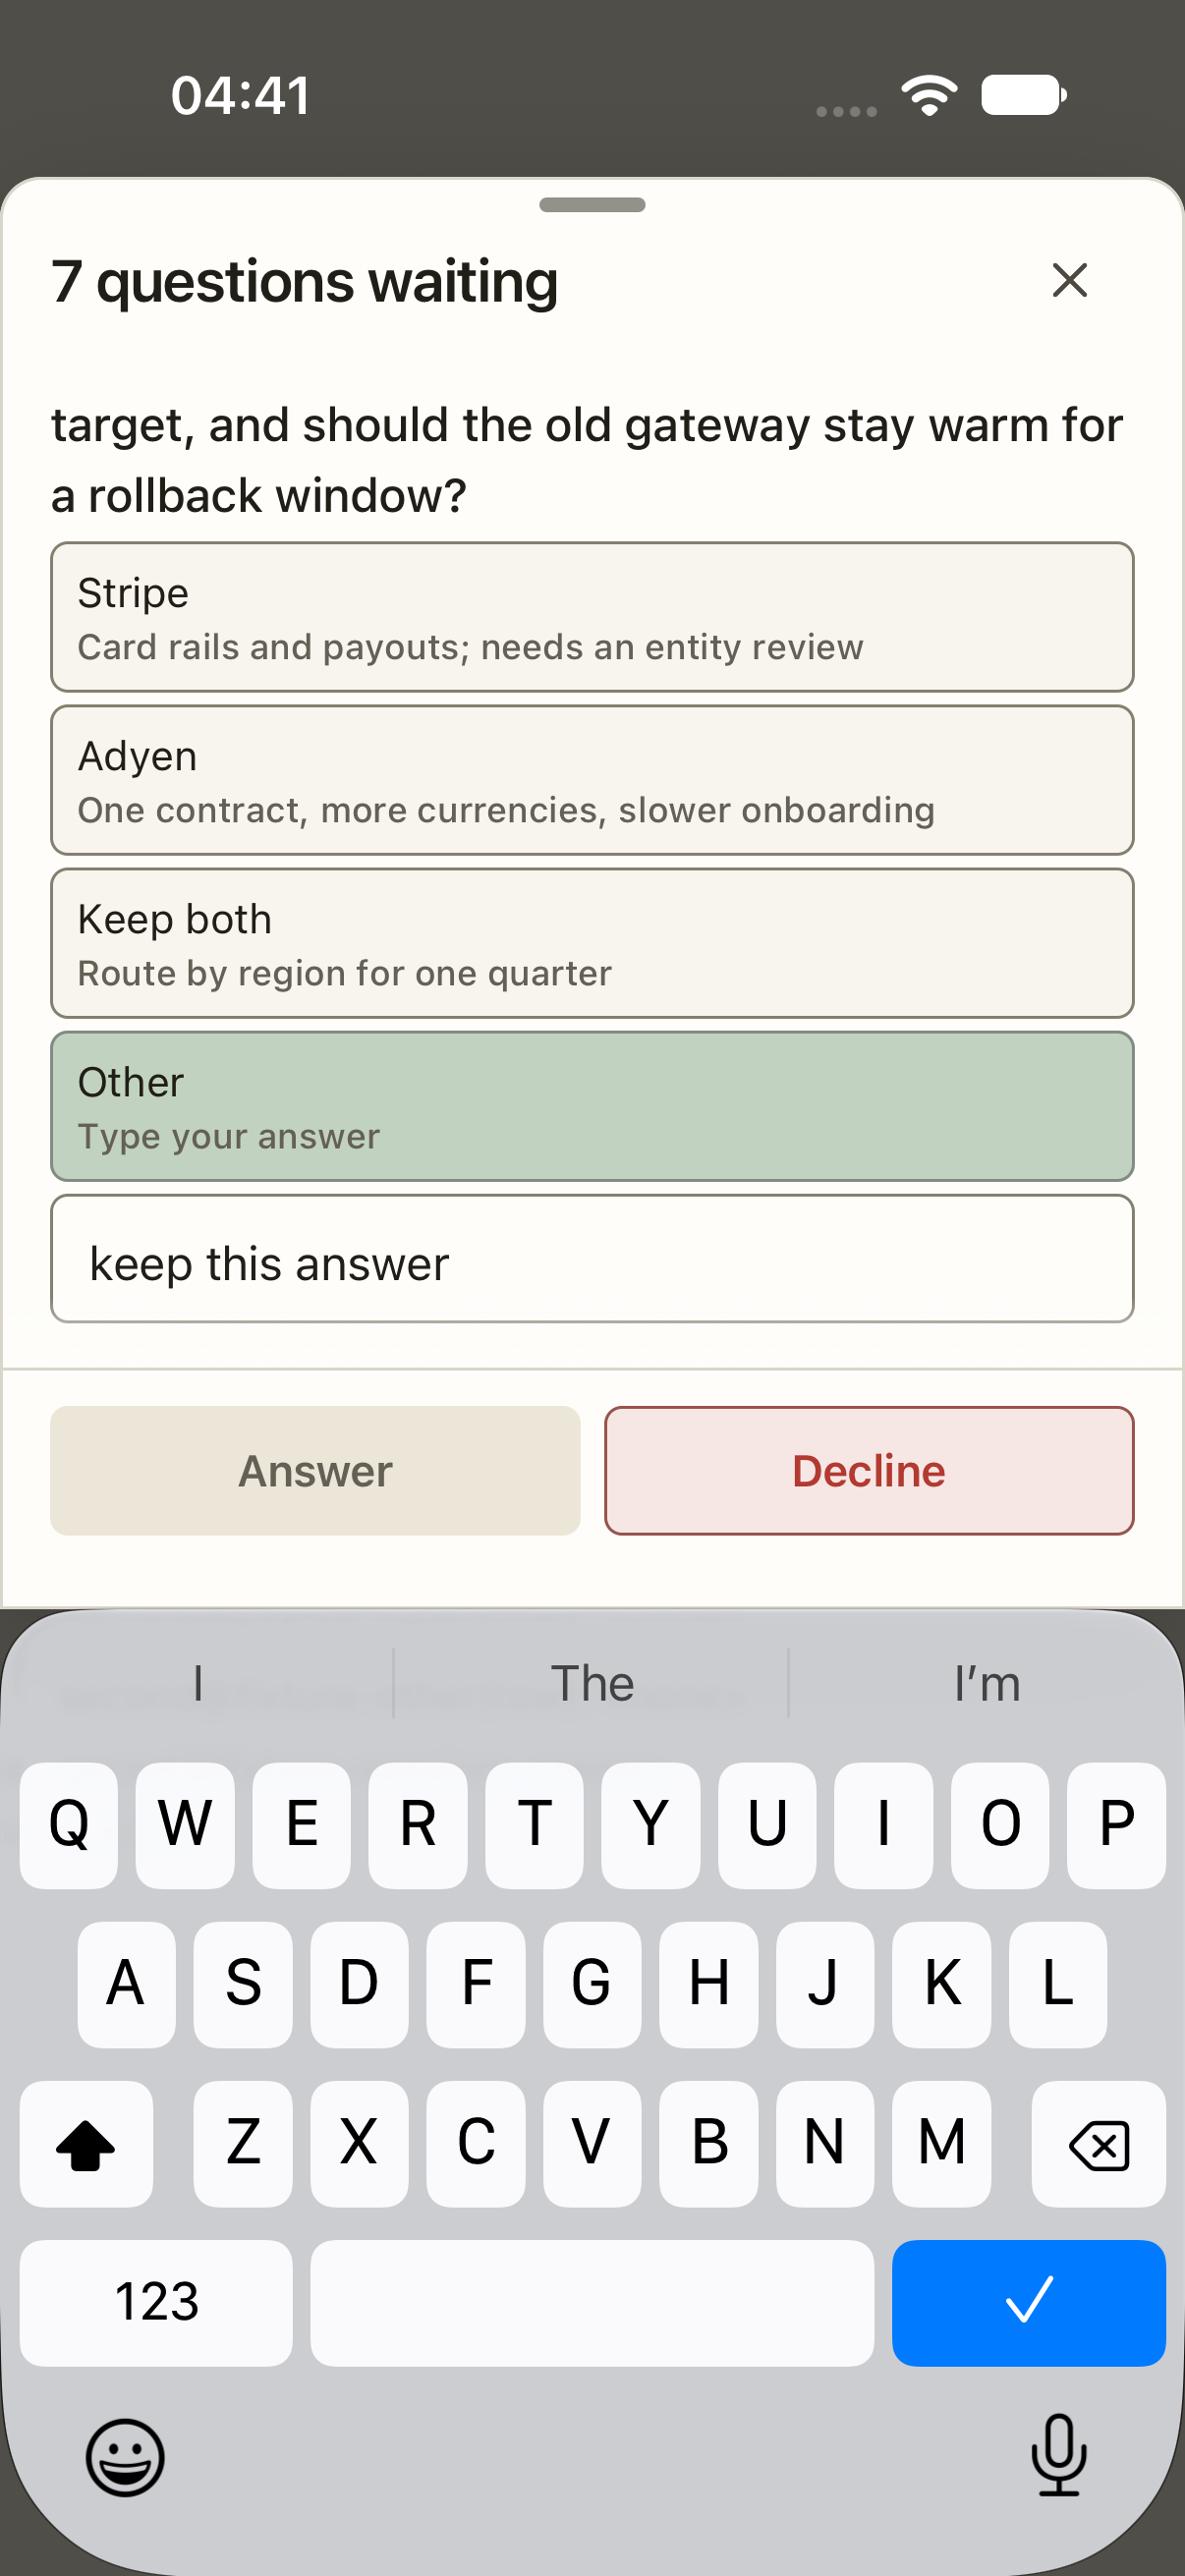 04:41
7 questions waiting
target, and should the old gateway stay warm for
a rollback window?
Stripe
Card rails and payouts; needs an entity review
Adyen
One contract, more currencies, slower onboarding
Keep both
Route by region for one quarter
Other
Type your answer
keep this answer
Answer
Decline
I
The
I’m
Q W E R T Y U I O P
A S D F G H J K L
Z X C V B N M
123